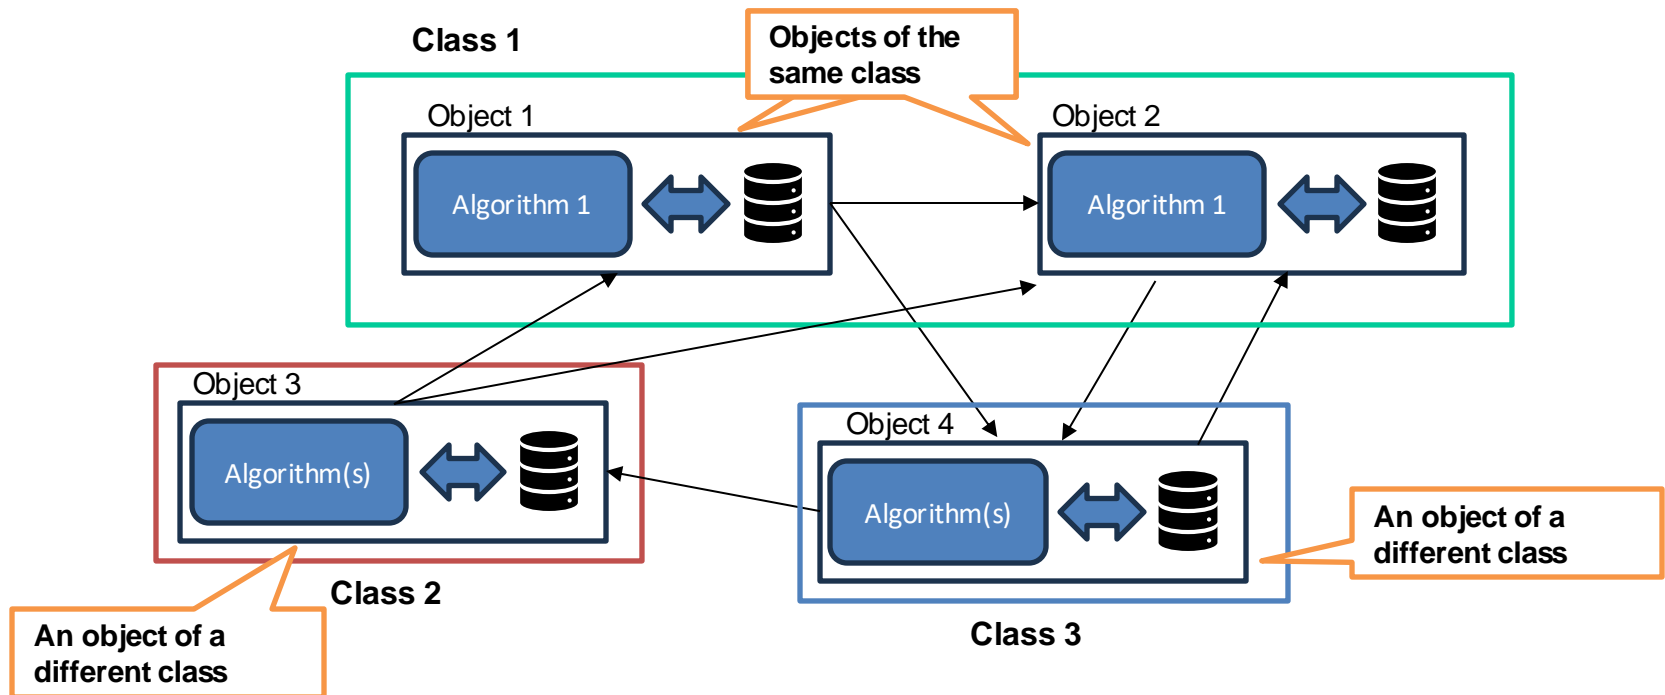 Class 1
Objects of the
same class
Object 1
Object 2
Algorithm 1
Algorithm 1
Object 3
Algorithm(s)
Object 4
Algorithm(s)
An object of a
different class
Class 2
Class 3
An object of a
different class